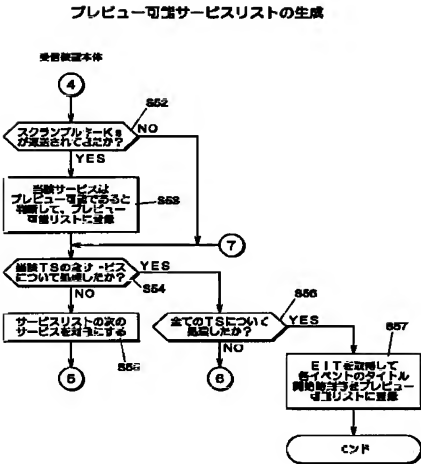 プレビュー可能サービスリストの生成
受信装置本体
4
S52
スクランブルキーKs
が返送されてきたか？
NO
YES
当該サービスは
プレビュー可能であると
判断して、プレビュー
可能リストに登録
S53
7
当該TSの全サービス
について処理したか？
YES
S54
NO
サービスリストの次の
サービスを対象にする
S55
5
S56
全てのTSについて
処理したか？
YES
NO
6
S57
EITを取得して
各イベントのタイトル
開始時刻等をプレビュー
可能リストに登録
エンド